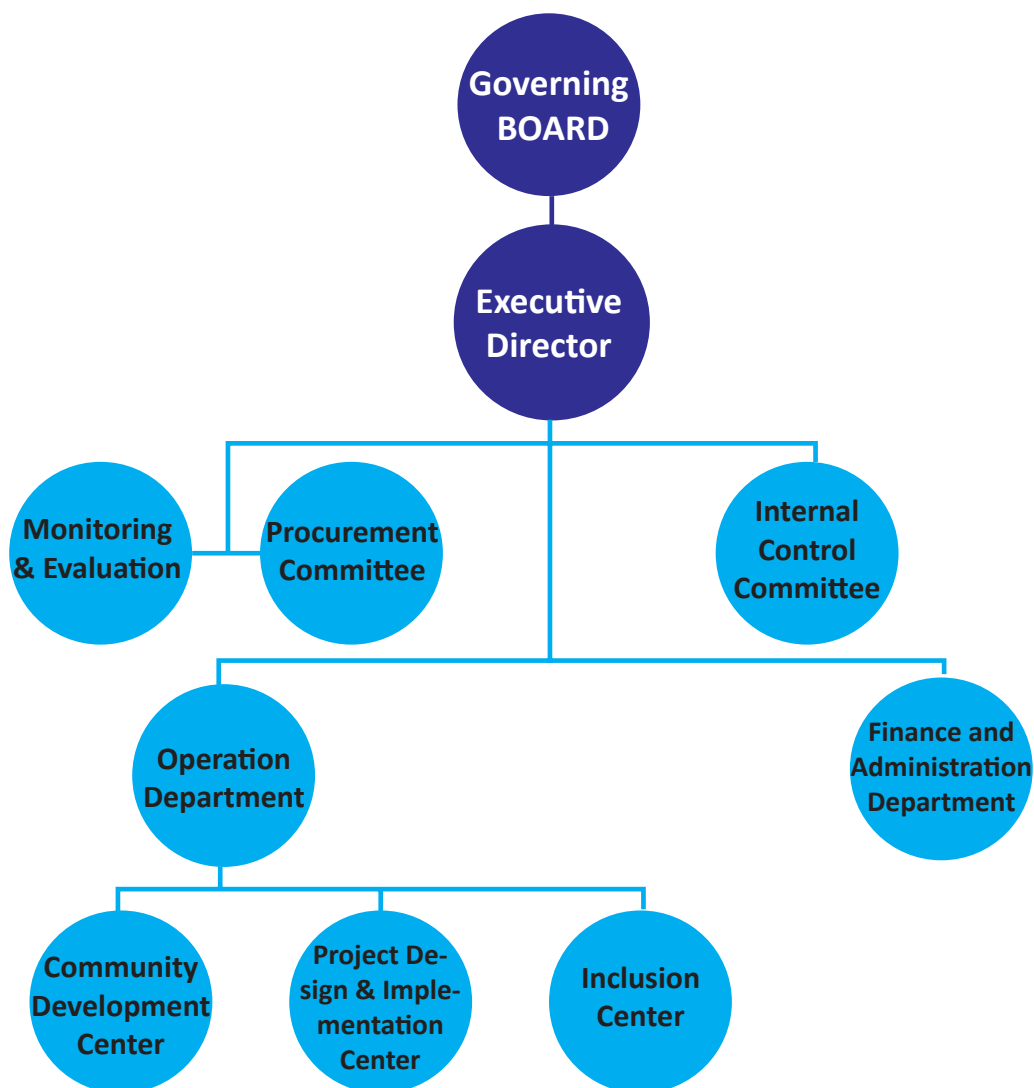 Governing
BOARD
Executive
Director
Monitoring
& Evaluation
Procurement
Committee
Internal
Control
Committee
Operation
Department
Finance and
Administration
Department
Community
Development
Center
Project De-
sign & Imple-
mentation
Center
Inclusion
Center